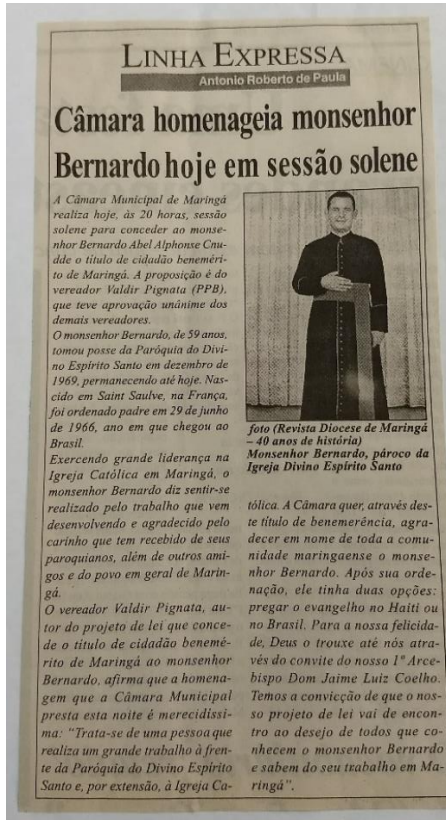 LINHA EXPRESSA
Antonio Roberto de Paula
Câmara homenageia monsenhor
Bernardo hoje em sessão solene
A Câmara Municipal de Maringá
realiza hoje, às 20 horas, sessão
solene para conceder ao monse-
nhor Bernardo Abel Alphonse Cnu-
dde o título de cidadão benemé-
rito de Maringá. A proposição é do
vereador Valdir Pignata (PPB),
que teve aprovação unânime dos
demais vereadores.
O monsenhor Bernardo, de 59 anos,
tomou posse da Paróquia do Divi-
no Espírito Santo em dezembro de
1969, permanecendo até hoje. Nas-
cido em Saint Saulve, na França,
foi ordenado padre em 29 de junho
de 1966, ano em que chegou ao
Brasil.
Exercendo grande liderança na
Igreja Católica em Maringá, o
monsenhor Bernardo diz sentir-se
realizado pelo trabalho que vem
desenvolvendo e agradecido pelo
carinho que tem recebido de seus
paroquianos, além de outros ami-
gos e do povo em geral de Marin-
gá.
O vereador Valdir Pignata, au-
tor do projeto de lei que conce-
de o título de cidadão benemé-
rito de Maringá ao monsenhor
Bernardo, afirma que a homena-
gem que a Câmara Municipal
presta esta noite é merecidíssi-
ma: "Trata-se de uma pessoa que
realiza um grande trabalho à frente
da Paróquia do Divino Espírito
Santo e, por extensão, à Igreja Ca-
foto (Revista Diocese de Maringá
– 40 anos de história)
Monsenhor Bernardo, pároco da
Igreja Divino Espírito Santo
tólica. A Câmara quer, através des-
te título de benemerência, agra-
decer em nome de toda a co-
munidade maringaense o monse-
nhor Bernardo. Após sua orde-
nação, ele tinha duas opções:
pregar o evangelho no Haiti ou
no Brasil. Para a nossa felicida-
de, Deus o trouxe até nós atra-
vés do convite do nosso 1º Arce-
bispo Dom Jaime Luiz Coelho.
Temos a convicção de que o nos-
so projeto de lei vai de encon-
tro ao desejo de todos que co-
nhecem o monsenhor Bernardo
e sabem do seu trabalho em Ma-
ringá".